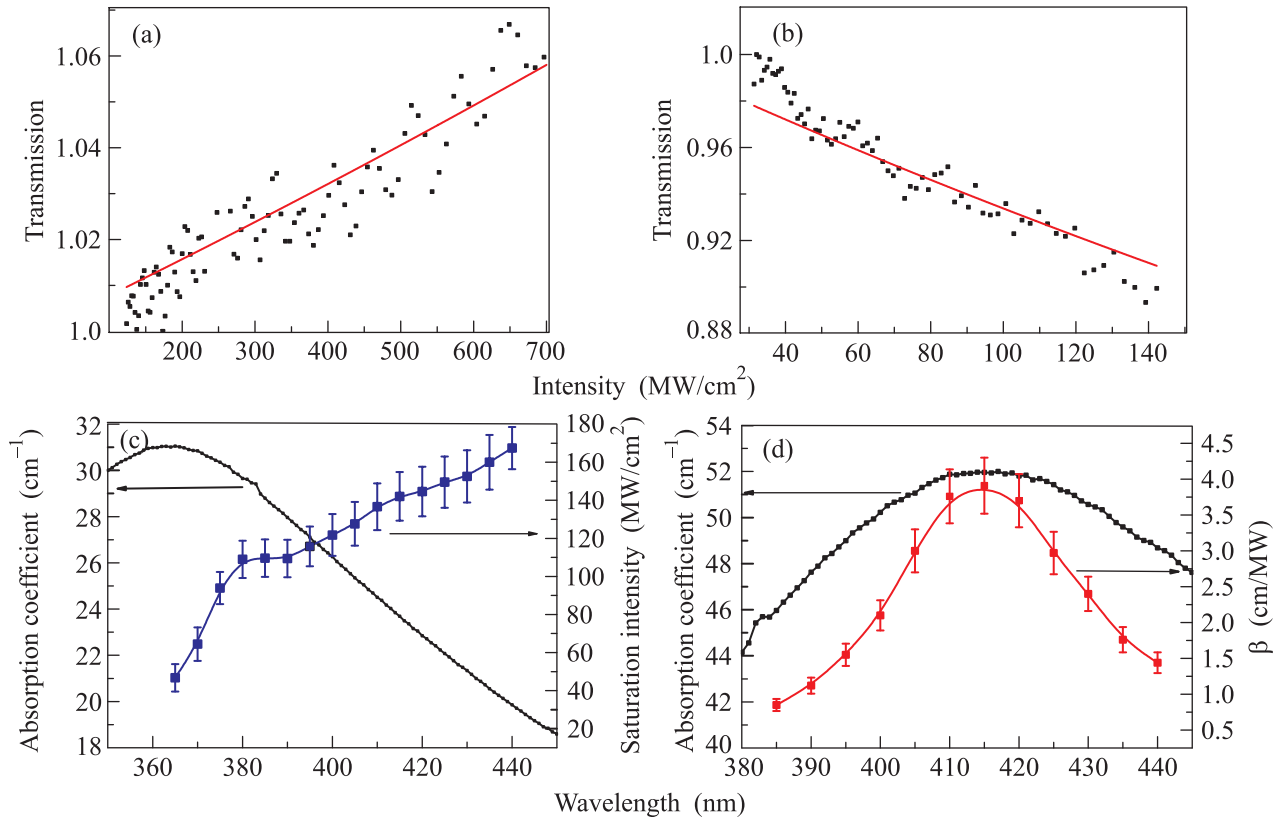 (a)
Transmission
1.06
1.04
1.02
1.0
200 300 400 500 600 700
(b)
Transmission
1.0
0.96
0.92
0.88
40 60 80 100 120 140
Intensity (MW/cm²)
(c)
Absorption coefficient (cm⁻¹)
32
30
28
26
24
22
20
18
360 380 400 420 440
180
160
140
120
100
80
60
40
20
Saturation intensity (MW/cm²)
(d)
Absorption coefficient (cm⁻¹)
54
52
50
48
46
44
42
40
380 390 400 410 420 430 440
4.5
4.0
3.5
3.0
2.5
2.0
1.5
1.0
0.5
β (cm/MW)
Wavelength (nm)